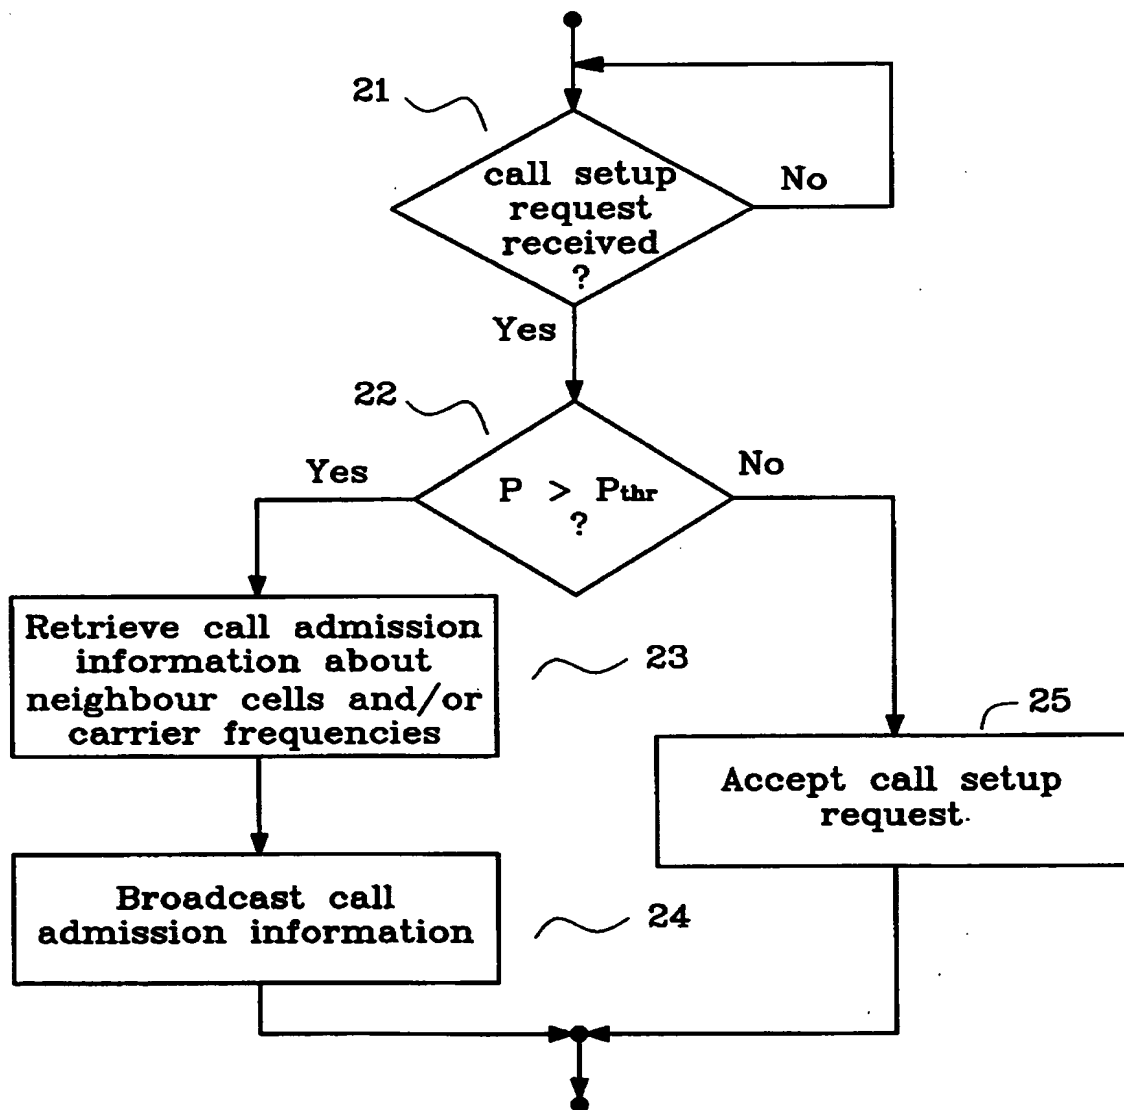 21
call setup
request
received
?
No
Yes
22
Yes
P > Pthr
?
No
Retrieve call admission
information about
neighbour cells and/or
carrier frequencies
23
25
Accept call setup
request
Broadcast call
admission information
24